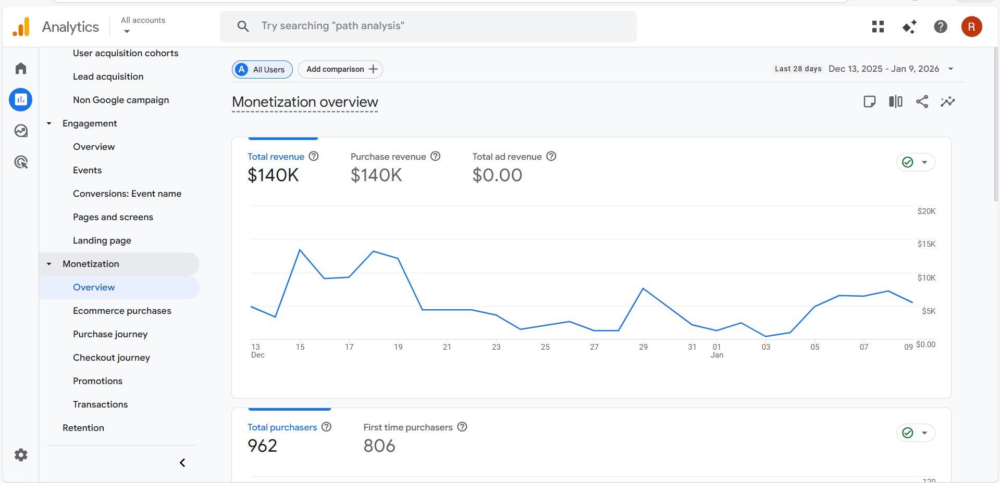 Analytics
All accounts
Try searching "path analysis"
R
User acquisition cohorts
Lead acquisition
Non Google campaign
Engagement
Overview
Events
Conversions: Event name
Pages and screens
Landing page
Monetization
Overview
Ecommerce purchases
Purchase journey
Checkout journey
Promotions
Transactions
Retention
A All Users
Add comparison
Last 28 days Dec 13, 2025 - Jan 9, 2026
Monetization overview
Total revenue
$140K
Purchase revenue
$140K
Total ad revenue
$0.00
$20K
$15K
$10K
$5K
$0.00
13 15 17 19 21 23 25 27 29 31 01 03 05 07 09
Dec Jan
Total purchasers
962
First time purchasers
806
120